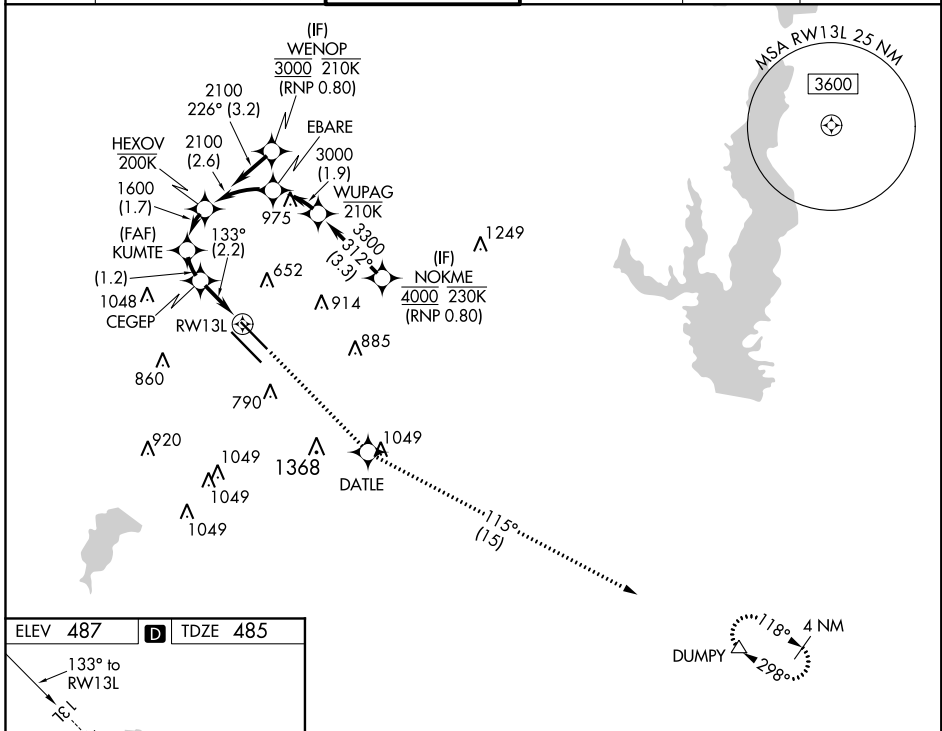 MSA RW13L 25 NM
3600
(IF)
WENOP
3000 210K
(RNP 0.80)
2100
226° (3.2)
EBARE
HEXOV
200K
2100
(2.6)
3000
(1.9)
WUPAG
210K
1600
(1.7)
975
(FAF)
KUMTE
133°
(2.2)
3300
312°
(3.3)
1249
(IF)
NOKME
4000 230K
(RNP 0.80)
652
(1.2)
1048
914
CEGEP
RW13L
885
860
790
920
1049
1368
1049
DATLE
1049
1049
115°
(15)
118°
4 NM
DUMPY
298°
ELEV 487
D
TDZE 485
133° to
RW13L
13L